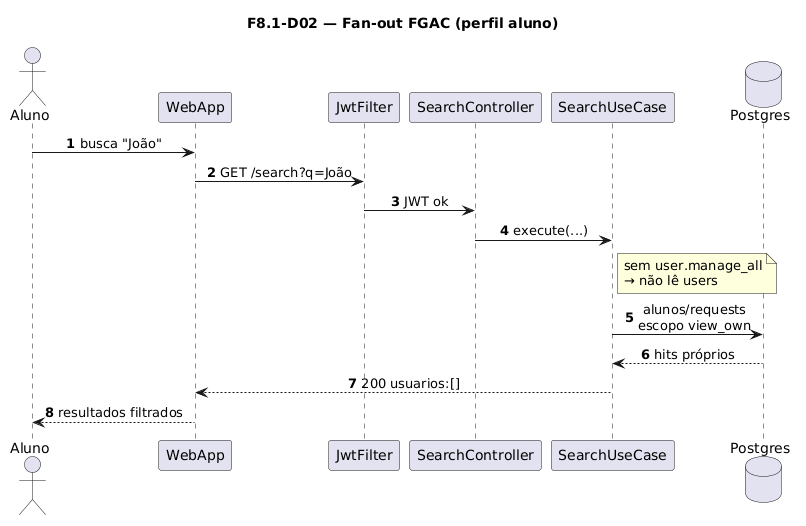 F8.1-D02 — Fan-out FGAC (perfil aluno)
Aluno
WebApp
JwtFilter
SearchController
SearchUseCase
Postgres
1 busca "João"
2 GET /search?q=João
3 JWT ok
4 execute(...)
sem user.manage_all
→ não lê users
5 alunos/requests
escopo view_own
6 hits próprios
7 200 usuarios:[]
8 resultados filtrados
Aluno
WebApp
JwtFilter
SearchController
SearchUseCase
Postgres